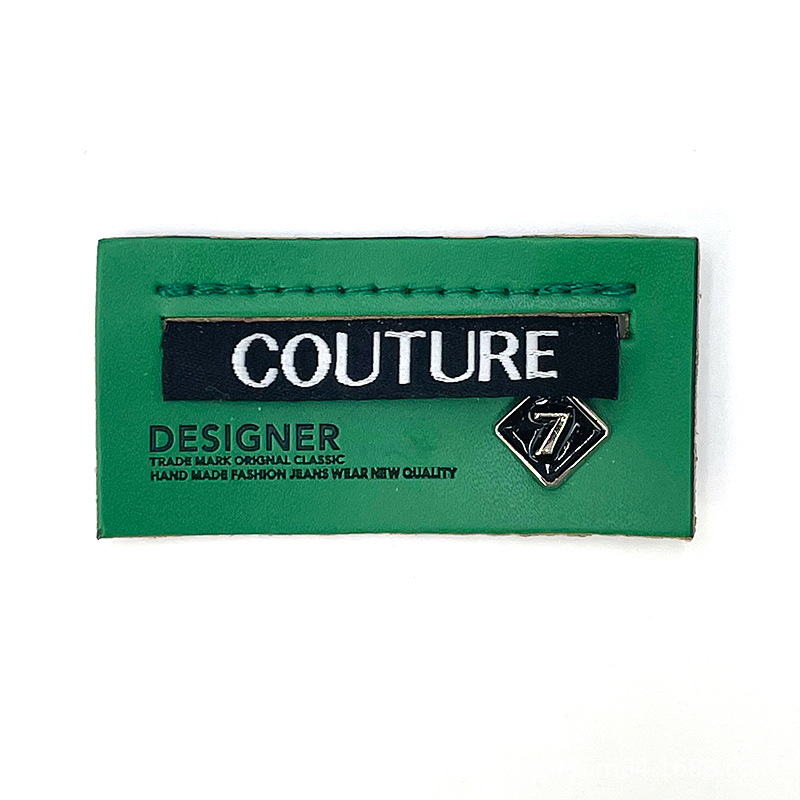 COUTURE
7
DESIGNER
TRADE MARK ORIGNAL CLASSIC
HAND MADE FASHION JEANS WEAR NEW QUALITY